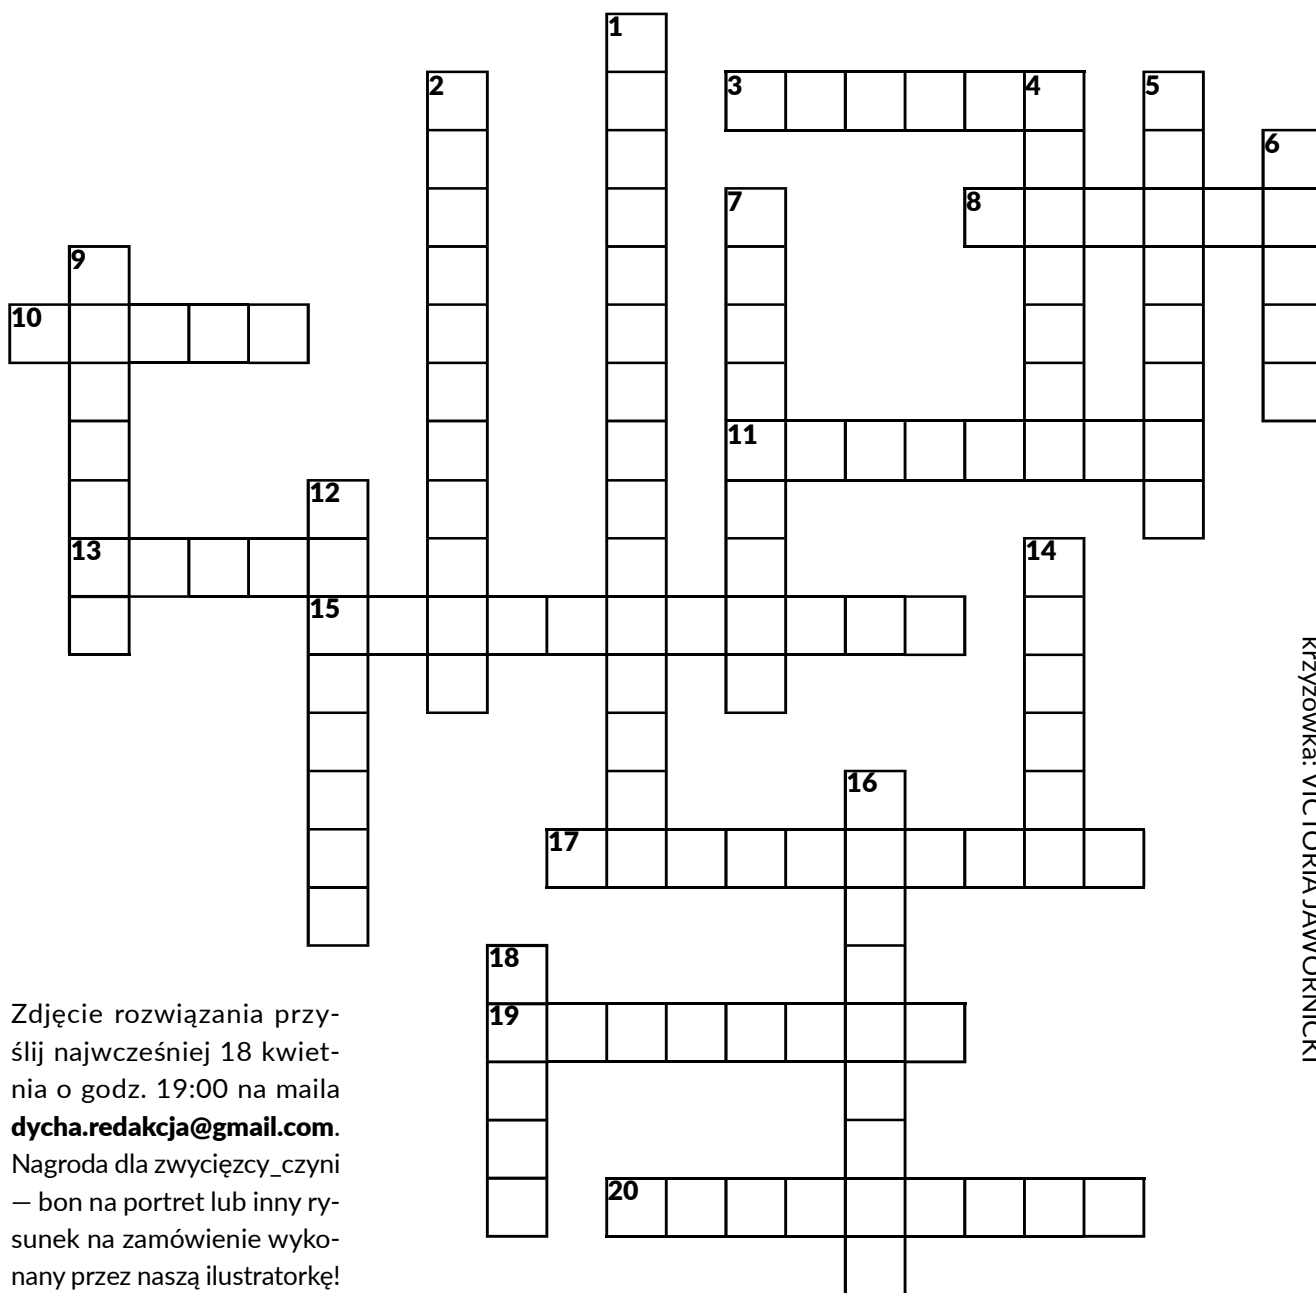 1
2
3
4
5
6
7
8
9
10
11
12
13
14
15
16
17
18
19
20
krzyżówka: VICTORIA JAWORNICKI
Zdjęcie rozwiązania przy-
ślij najwcześniej 18 kwiet-
nia o godz. 19:00 na maila
dycha.redakcja@gmail.com.
Nagroda dla zwycięzcy_czyni
— bon na portret lub inny ry-
sunek na zamówienie wyko-
nany przez naszą ilustratorkę!